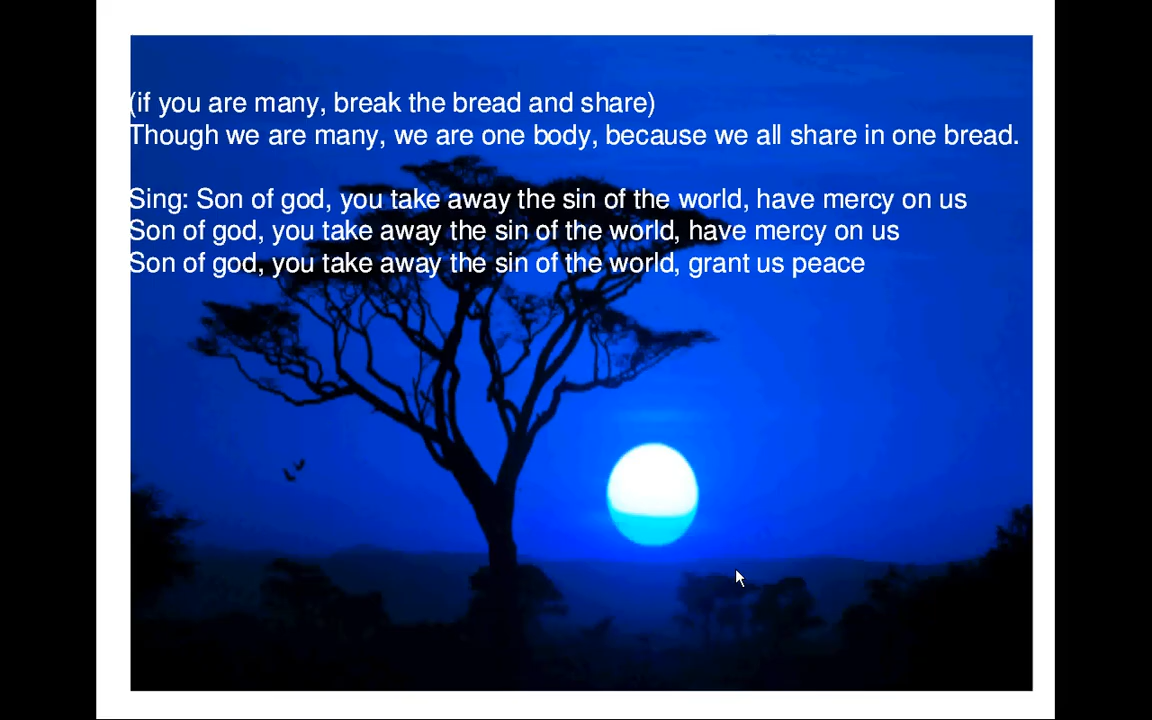 (if you are many, break the bread and share)
Though we are many, we are one body, because we all share in one bread.
Sing: Son of god, you take away the sin of the world, have mercy on us
Son of god, you take away the sin of the world, have mercy on us
Son of god, you take away the sin of the world, grant us peace